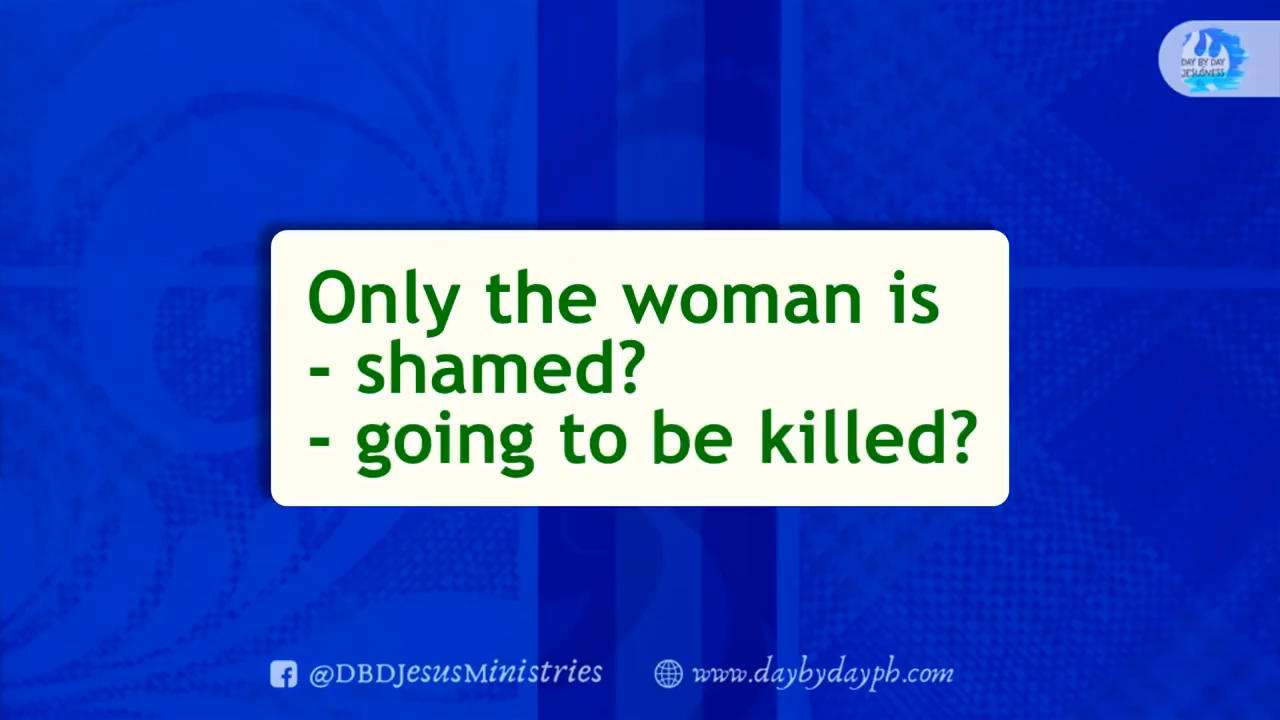 DAY BY DAY
JESUSNESS
Only the woman is
- shamed?
- going to be killed?
@DBDJesusMinistries
www.daybydayph.com